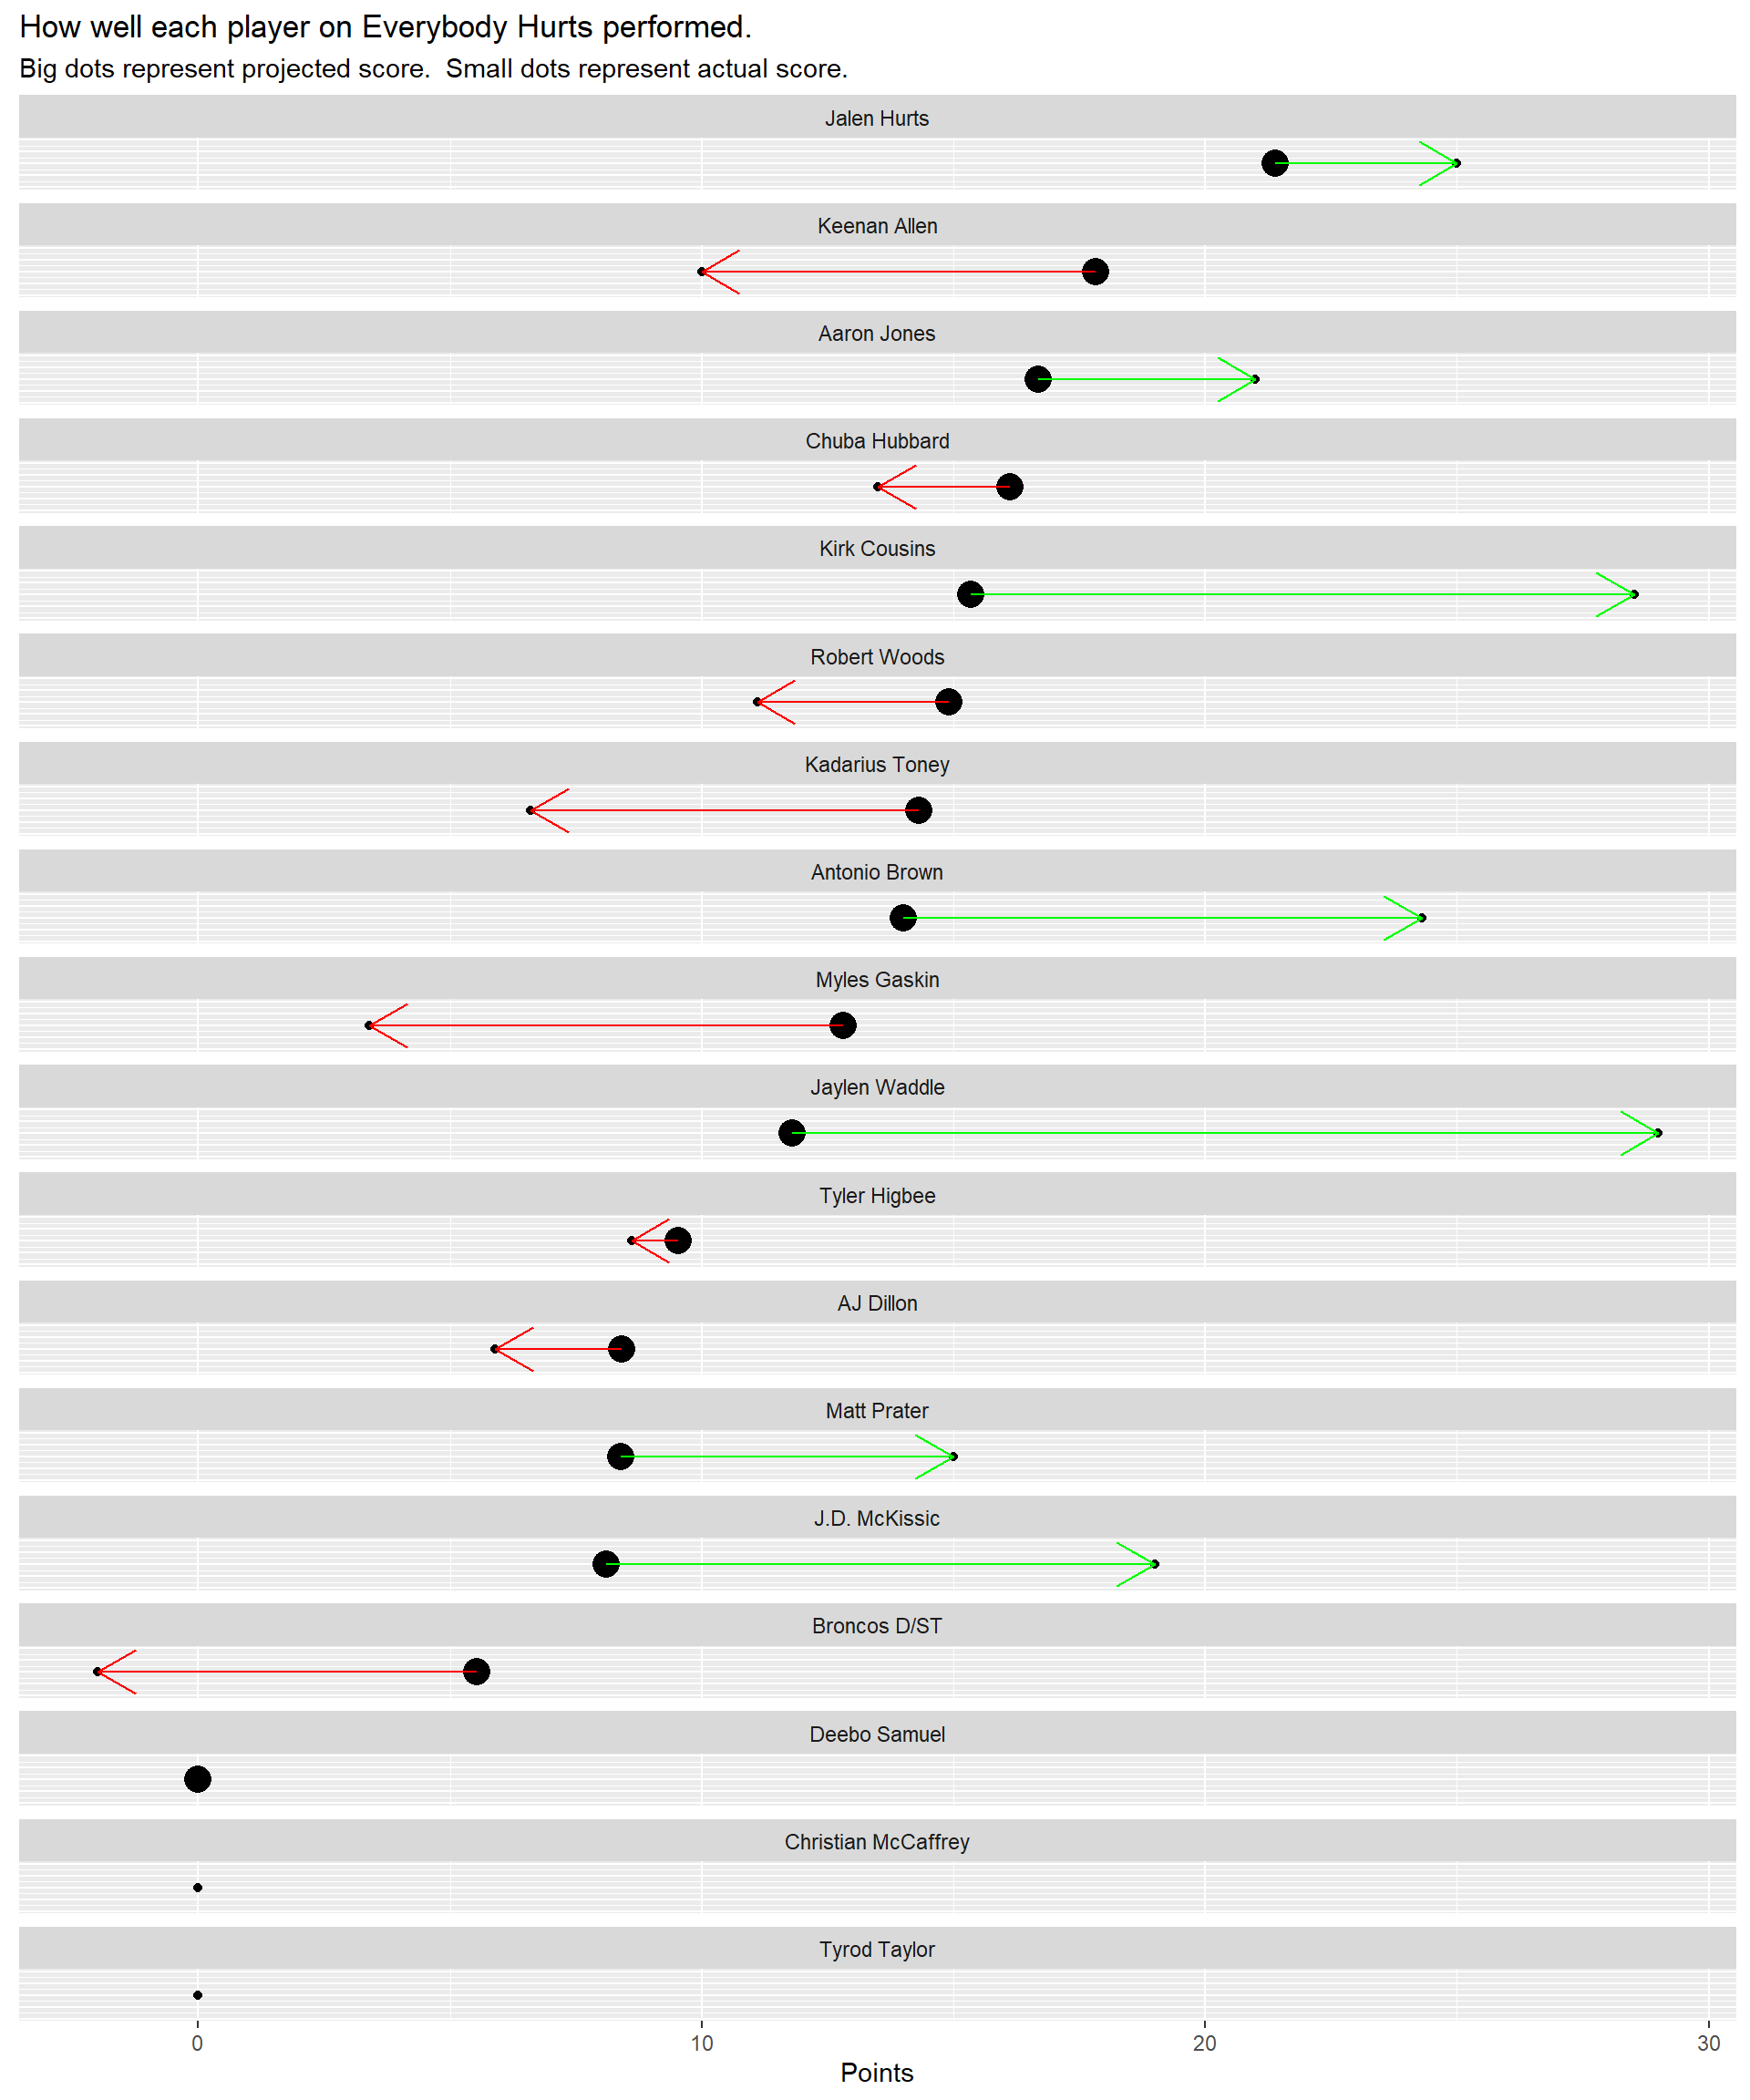 How well each player on Everybody Hurts performed.
Big dots represent projected score.  Small dots represent actual score.
Jalen Hurts
Keenan Allen
Aaron Jones
Chuba Hubbard
Kirk Cousins
Robert Woods
Kadarius Toney
Antonio Brown
Myles Gaskin
Jaylen Waddle
Tyler Higbee
AJ Dillon
Matt Prater
J.D. McKissic
Broncos D/ST
Deebo Samuel
Christian McCaffrey
Tyrod Taylor
0 10 20 30
Points